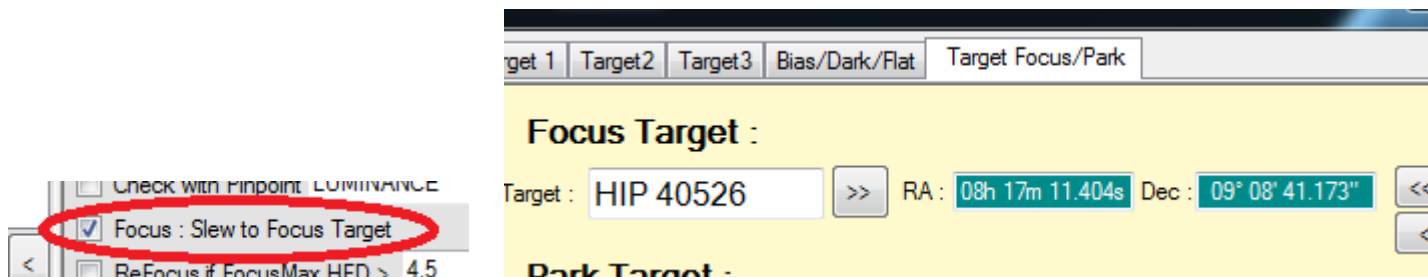 Check with Pinpoint LUMINANCE
Focus : Slew to Focus Target
<
ReFocus if FocusMax HFD > 4.5
rget 1 Target2 Target3 Bias/Dark/Flat Target Focus/Park
Focus Target :
Target : HIP 40526 >> RA : 08h 17m 11.404s Dec : 09° 08' 41.173" <<
<
Park Target :